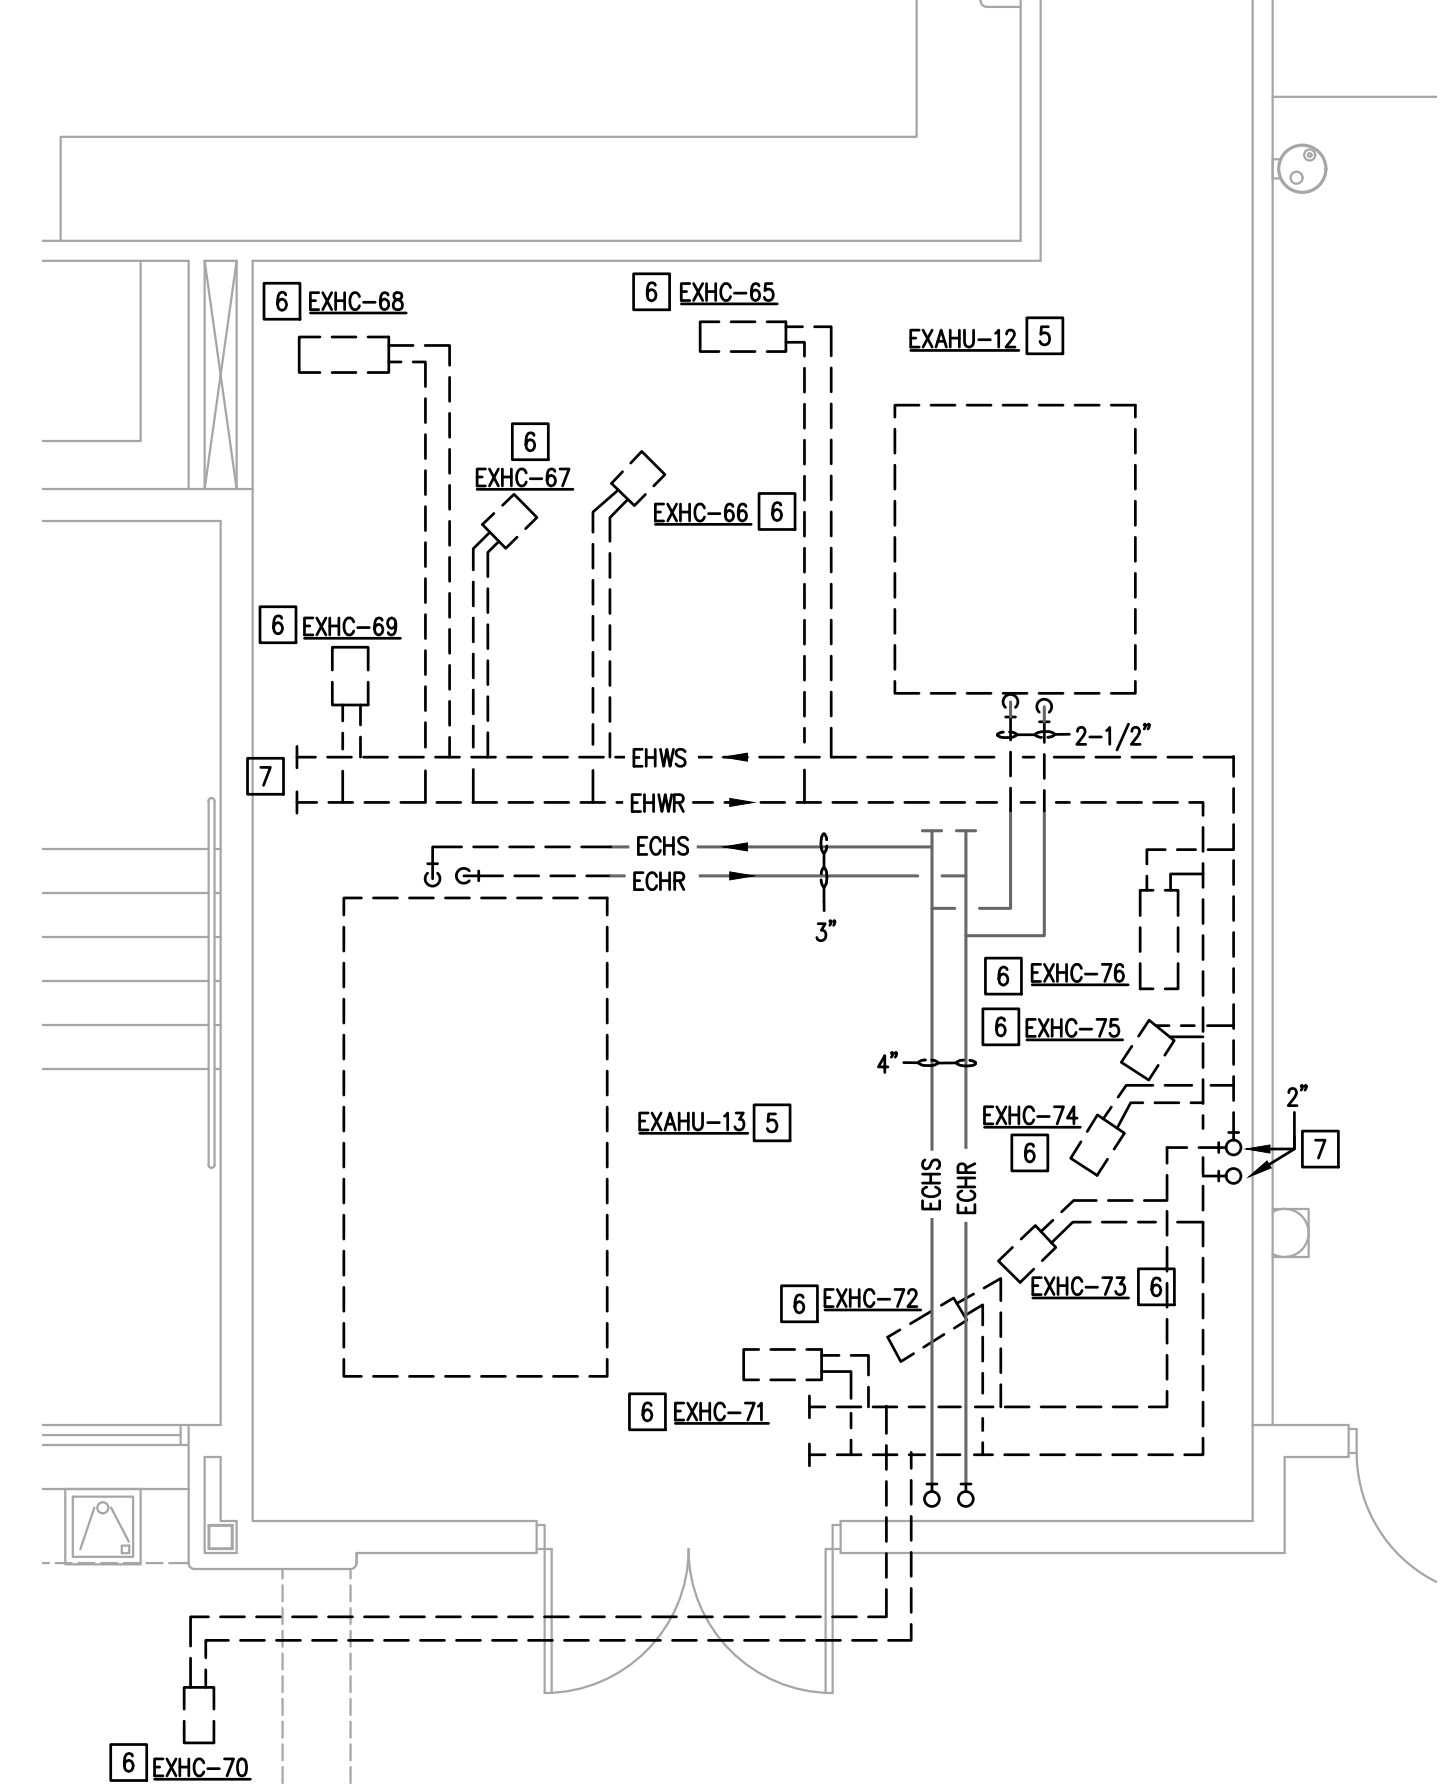 6 EXHC-68
6 EXHC-65
EXAHU-12 5
6
EXHC-67
EXHC-66 6
6 EXHC-69
2-1/2"
EHWS
7
EHWR
ECHS
ECHR
3"
6 EXHC-76
6 EXHC-75
4"
2"
EXHC-74
6
EXAHU-13 5
7
ECHS
ECHR
EXHC-73 6
6 EXHC-72
6 EXHC-71
6 EXHC-70